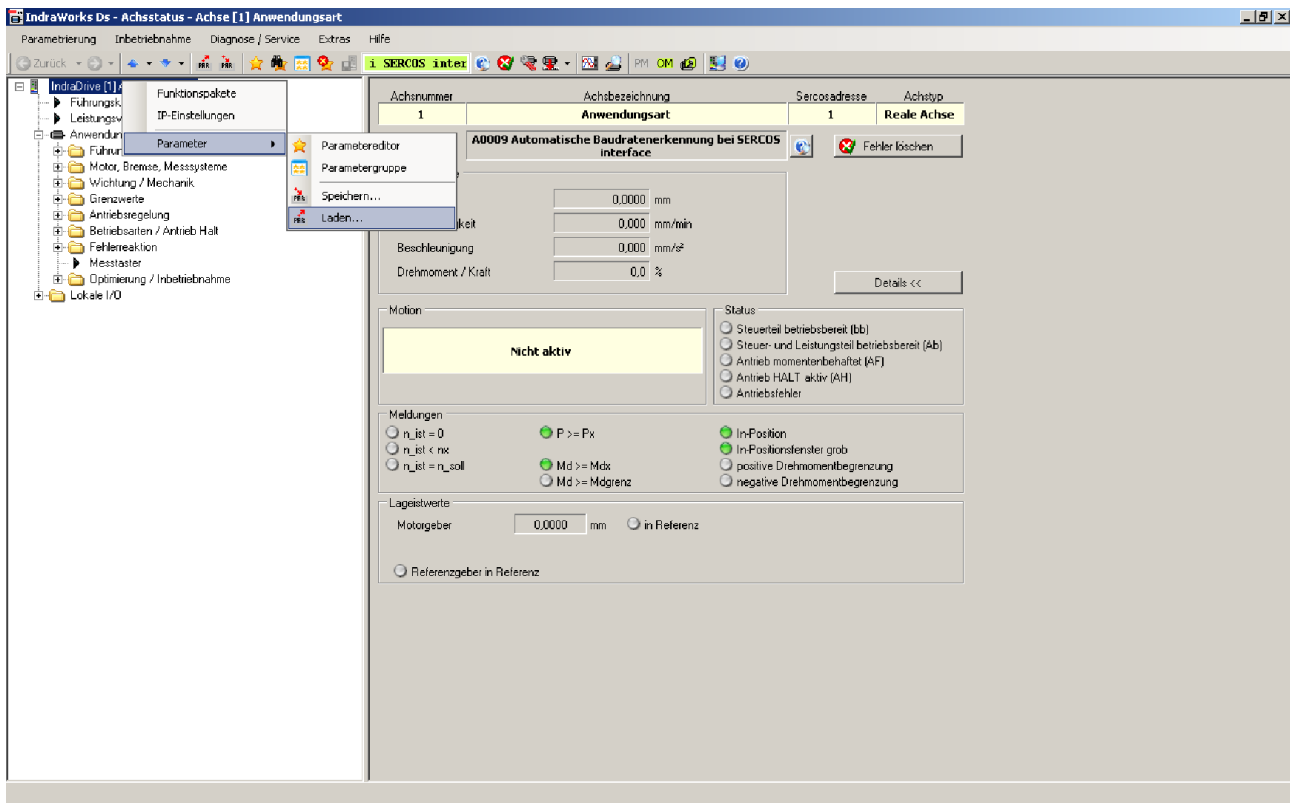 IndraWorks Ds - Achsstatus - Achse [1] Anwendungsart
Parametrierung Inbetriebnahme Diagnose / Service Extras Hilfe
Zurück i SERCOS inter PM OM
IndraDrive [1]
Führungsk
Leistungsv
Anwendun
Führur
Motor, Bremse, Messsysteme
Wichtung / Mechanik
Grenzwerte
Antriebsregelung
Betriebsarten / Antrieb Halt
Fehlerreaktion
Messtaster
Optimierung / Inbetriebnahme
Lokale I/O
Funktionspakete
IP-Einstellungen
Parameter
Parametereditor
Parametergruppe
Speichern...
Laden...
Achsnummer Achsbezeichnung Sercosadresse Achstyp
1 Anwendungsart 1 Reale Achse
A0009 Automatische Baudratenerkennung bei SERCOS
interface
Fehler löschen
0,0000 mm
keit 0,000 mm/min
Beschleunigung 0,000 mm/s²
Drehmoment / Kraft 0,0 %
Details <<
Motion
Nicht aktiv
Status
Steuerteil betriebsbereit (bb)
Steuer- und Leistungsteil betriebsbereit (Ab)
Antrieb momentenbehaftet (AF)
Antrieb HALT aktiv (AH)
Antriebsfehler
Meldungen
n_ist = 0 P >= Px In-Position
n_ist < nx In-Positionsfenster grob
n_ist = n_soll Md >= Mdx positive Drehmomentbegrenzung
Md >= Mdgrenz negative Drehmomentbegrenzung
Lageistwerte
Motorgeber 0,0000 mm in Referenz
Referenzgeber in Referenz